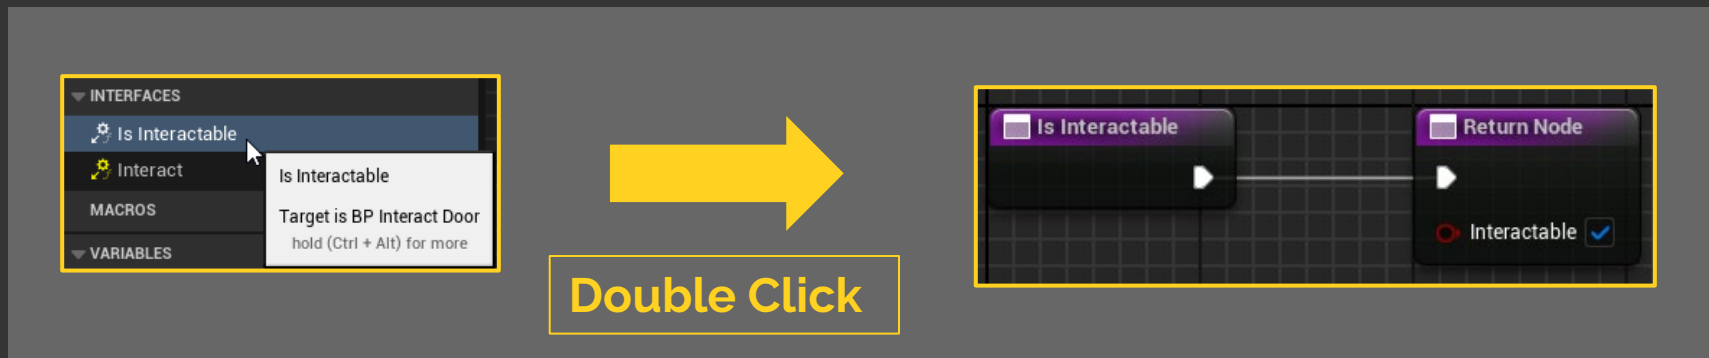 INTERFACES
Is Interactable
Interact
MACROS
VARIABLES
Is Interactable
Target is BP Interact Door
hold (Ctrl + Alt) for more
Double Click
Is Interactable
Return Node
Interactable